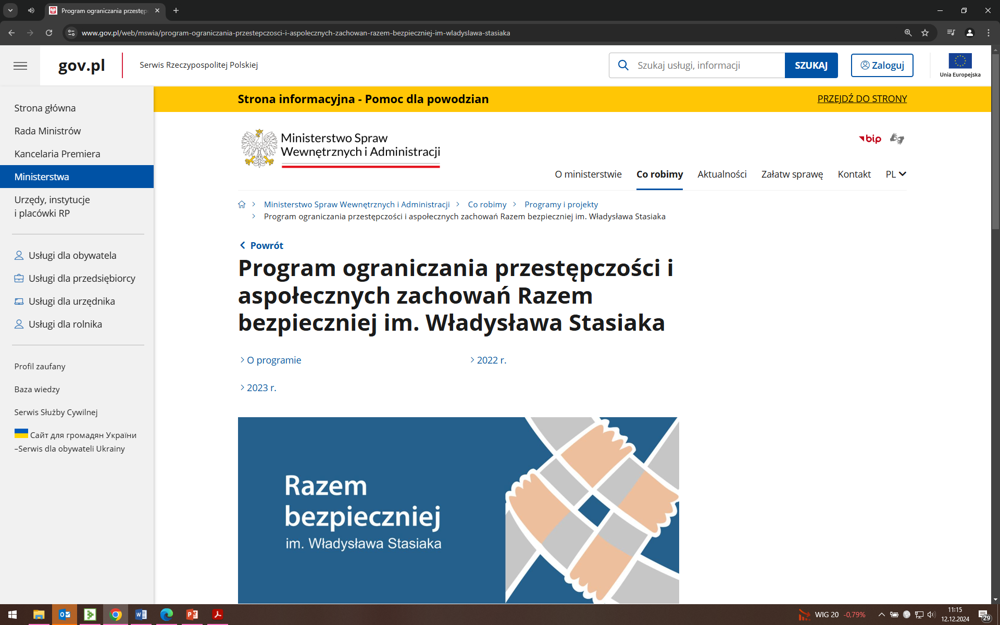 Program ograniczania przestęp
www.gov.pl/web/mswia/program-ograniczania-przestepczosci-i-aspolecznych-zachowan-razem-bezpieczniej-im-wladyslawa-stasiaka
gov.pl
Serwis Rzeczypospolitej Polskiej
Szukaj usługi, informacji
SZUKAJ
Zaloguj
Unia Europejska
Strona główna
Rada Ministrów
Kancelaria Premiera
Ministerstwa
Urzędy, instytucje
i placówki RP
Usługi dla obywatela
Usługi dla przedsiębiorcy
Usługi dla urzędnika
Usługi dla rolnika
Profil zaufany
Baza wiedzy
Serwis Służby Cywilnej
Сайт для громадян України
–Serwis dla obywateli Ukrainy
Strona informacyjna - Pomoc dla powodzian
PRZEJDŹ DO STRONY
Ministerstwo Spraw
Wewnętrznych i Administracji
bip
O ministerstwie
Co robimy
Aktualności
Załatw sprawę
Kontakt
PL
Ministerstwo Spraw Wewnętrznych i Administracji
Co robimy
Programy i projekty
Program ograniczania przestępczości i aspołecznych zachowań Razem bezpieczniej im. Władysława Stasiaka
Powrót
Program ograniczania przestępczości i
aspołecznych zachowań Razem
bezpieczniej im. Władysława Stasiaka
O programie
2022 r.
2023 r.
Razem
bezpieczniej
im. Władysława Stasiaka
WIG 20 -0,79%
11:15
12.12.2024
29